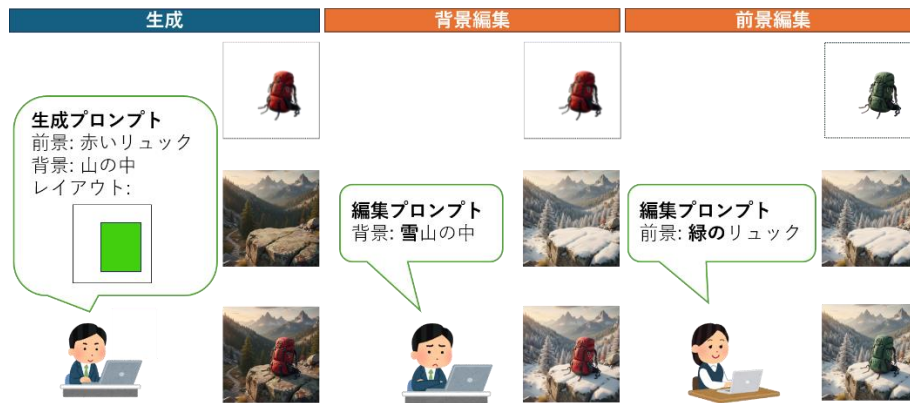 生成
背景編集
前景編集
生成プロンプト
前景: 赤いリュック
背景: 山の中
レイアウト:
編集プロンプト
背景: 雪山の中
編集プロンプト
前景: 緑のリュック